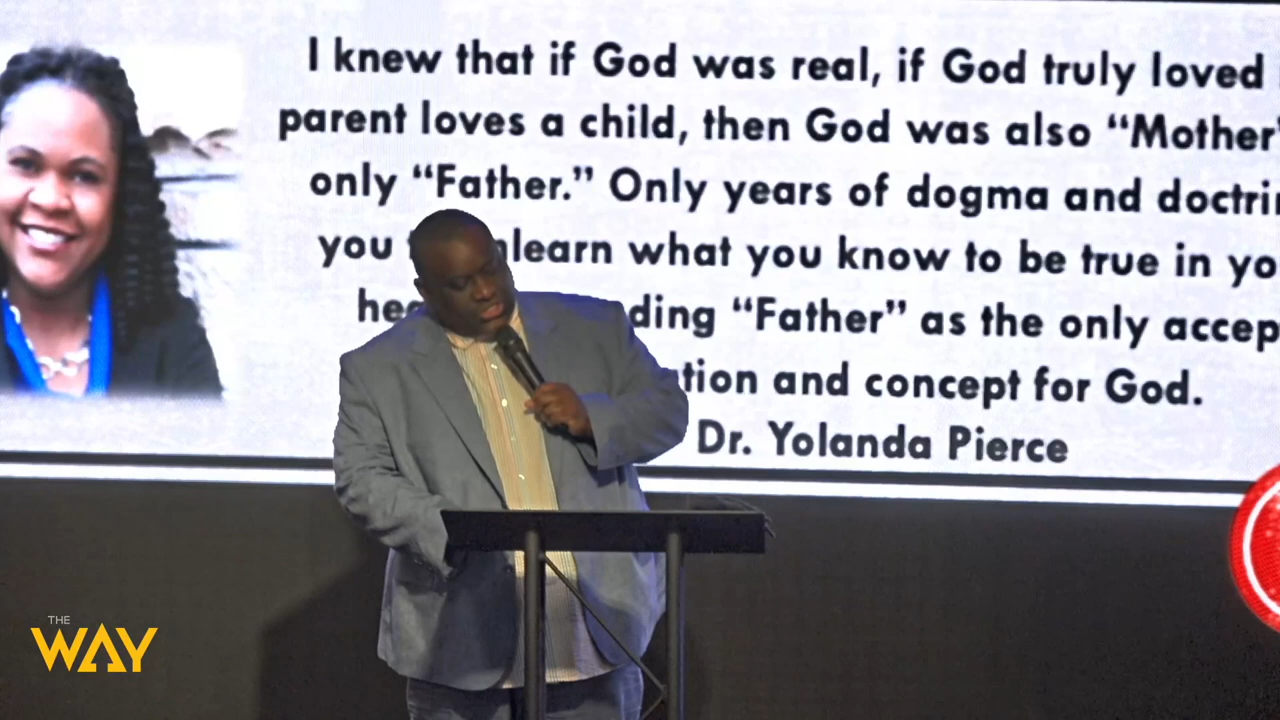 I knew that if God was real, if God truly loved
parent loves a child, then God was also “Mother”
only “Father.” Only years of dogma and doctri
you nlearn what you know to be true in yo
hea ding “Father” as the only accep
tion and concept for God.
Dr. Yolanda Pierce
THE
WAY